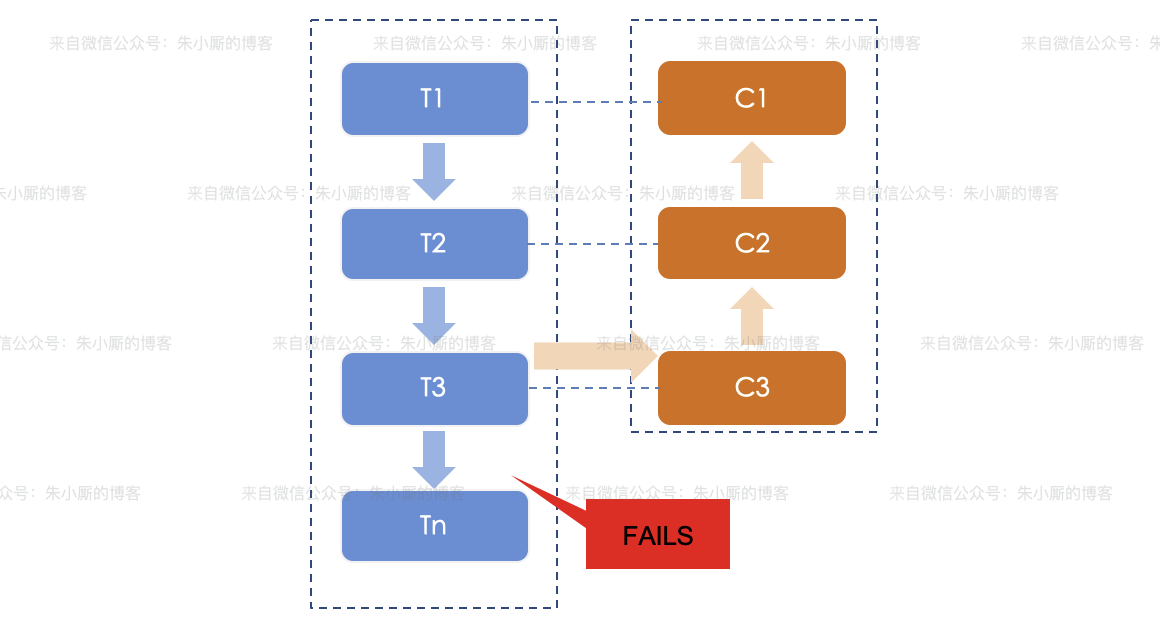 来自微信公众号：朱小厮的博客 来自微信公众号：朱小厮的博客 来自微信公众号：朱小厮的博客 来自微信公众号：朱
T1 C1
朱小厮的博客 来自微信公众号：朱小厮的博客 来自微信公众号：朱小厮的博客 来自微信公众号：朱小厮的博客
T2 C2
信公众号：朱小厮的博客 来自微信公众号：朱小厮的博客 来自微信公众号：朱小厮的博客 来自微信公众号：朱小厮的博客
T3 C3
众号：朱小厮的博客 来自微信公众号：朱小厮的博客 来自微信公众号：朱小厮的博客 来自微信公众号：朱小厮的博客
Tn
FAILS